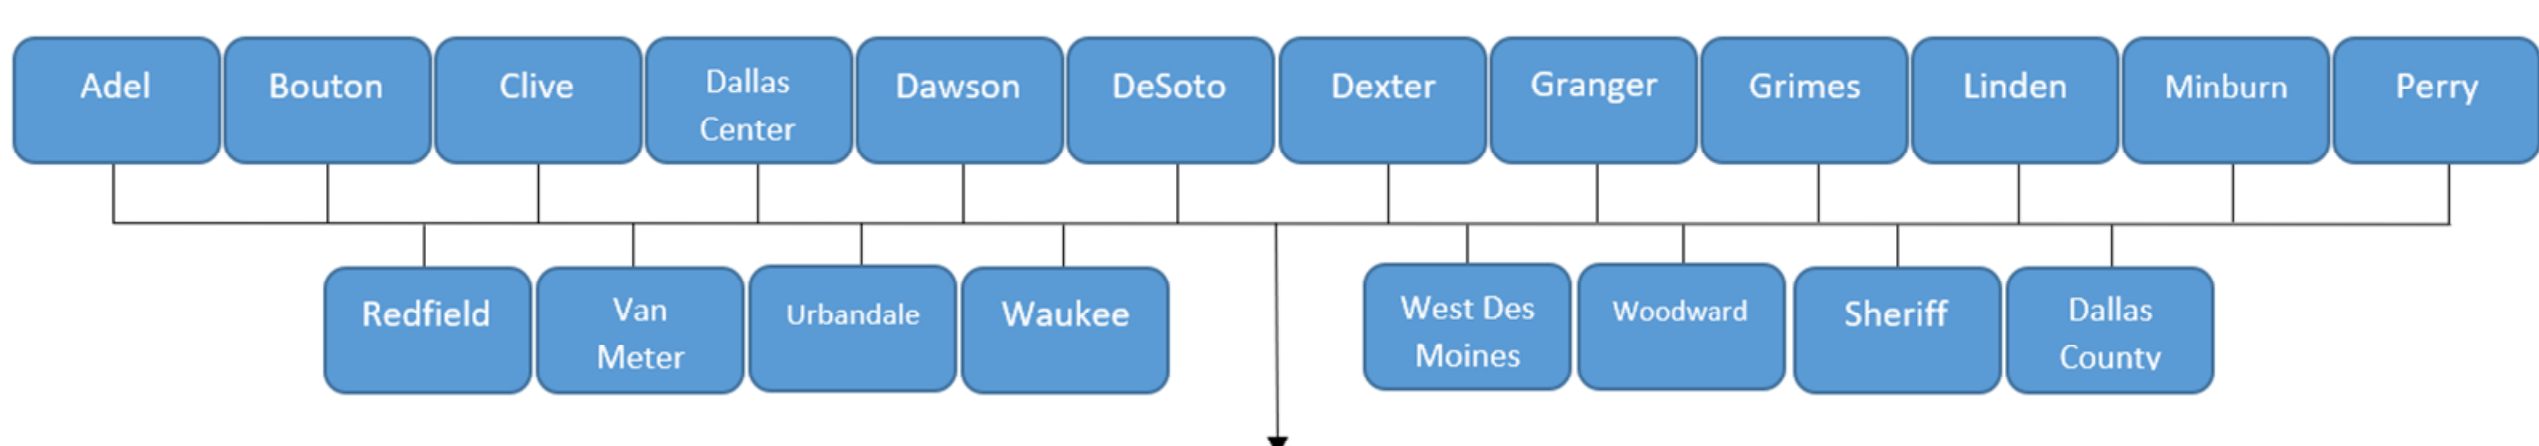 Adel
Bouton
Clive
Dallas
Center
Dawson
DeSoto
Dexter
Granger
Grimes
Linden
Minburn
Perry
Redfield
Van
Meter
Urbandale
Waukee
West Des
Moines
Woodward
Sheriff
Dallas
County